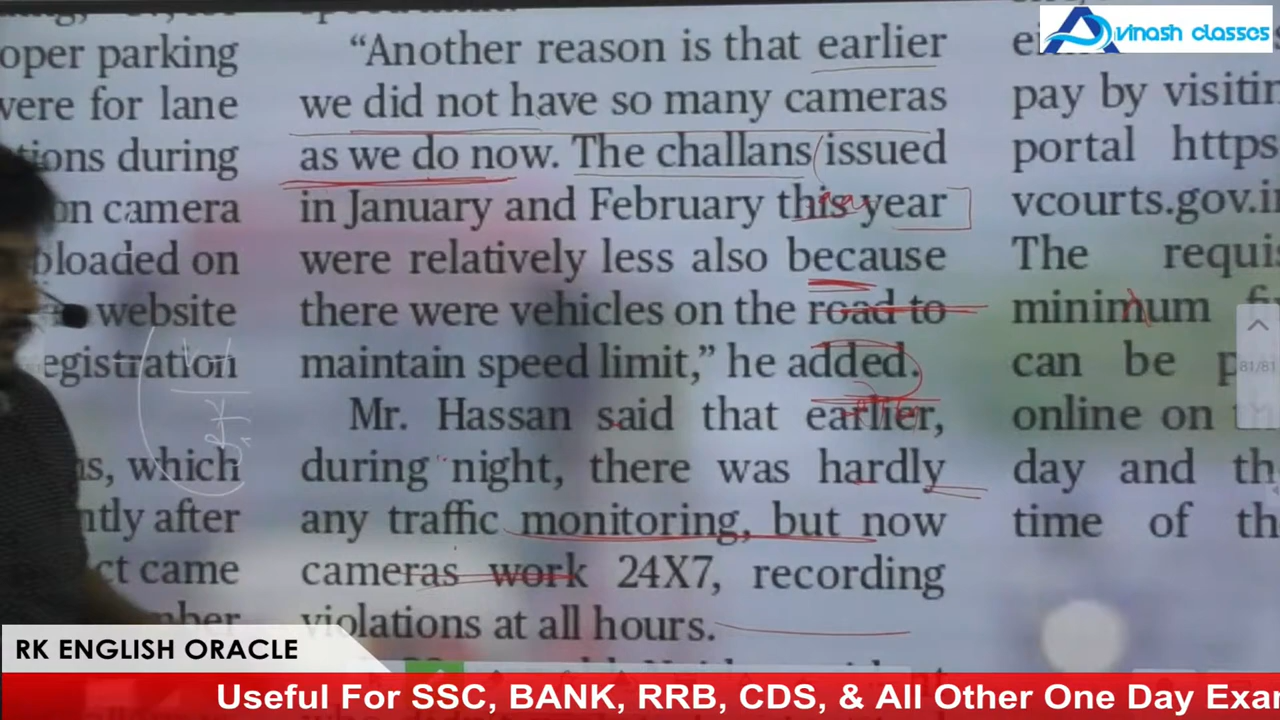 Avinash classes
oper parking
were for lane
tions during
on camera
ploaded on
website
egistration
which
ntly after
ct came
mber
“Another reason is that earlier
we did not have so many cameras
as we do now. The challans issued
in January and February this year
were relatively less also because
there were vehicles on the road to
maintain speed limit,” he added.
Mr. Hassan said that earlier,
during night, there was hardly
any traffic monitoring, but now
cameras work 24X7, recording
violations at all hours.
pay by visitin
portal https
vcourts.gov.in
The requis
minimum
can be p
online on
day and th
time of th
81/81
RK ENGLISH ORACLE
Useful For SSC, BANK, RRB, CDS, & All Other One Day Exa